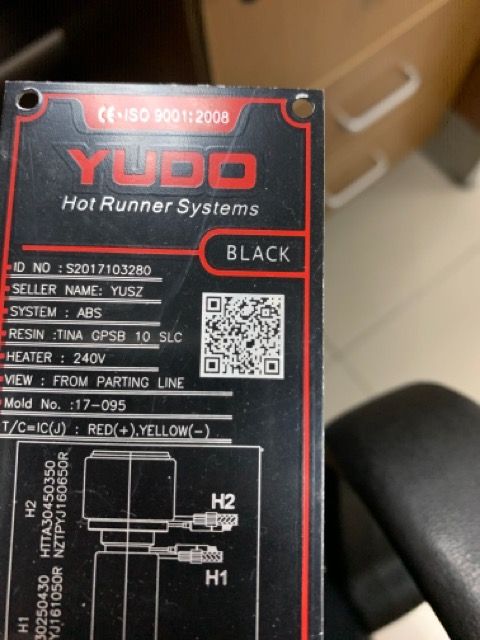 CE·ISO 9001:2008
YUDO
Hot Runner Systems
BLACK
ID NO : S2017103280
SELLER NAME: YUSZ
SYSTEM : ABS
RESIN :TINA GPSB 10 SLC
HEATER : 240V
VIEW : FROM PARTING LINE
Mold No. :17-095
T/C=IC(J) : RED(+),YELLOW(-)
H2
HTTA30450350
NZTPYJ160650R
H2
H1
H1
30250430
YJ161050R